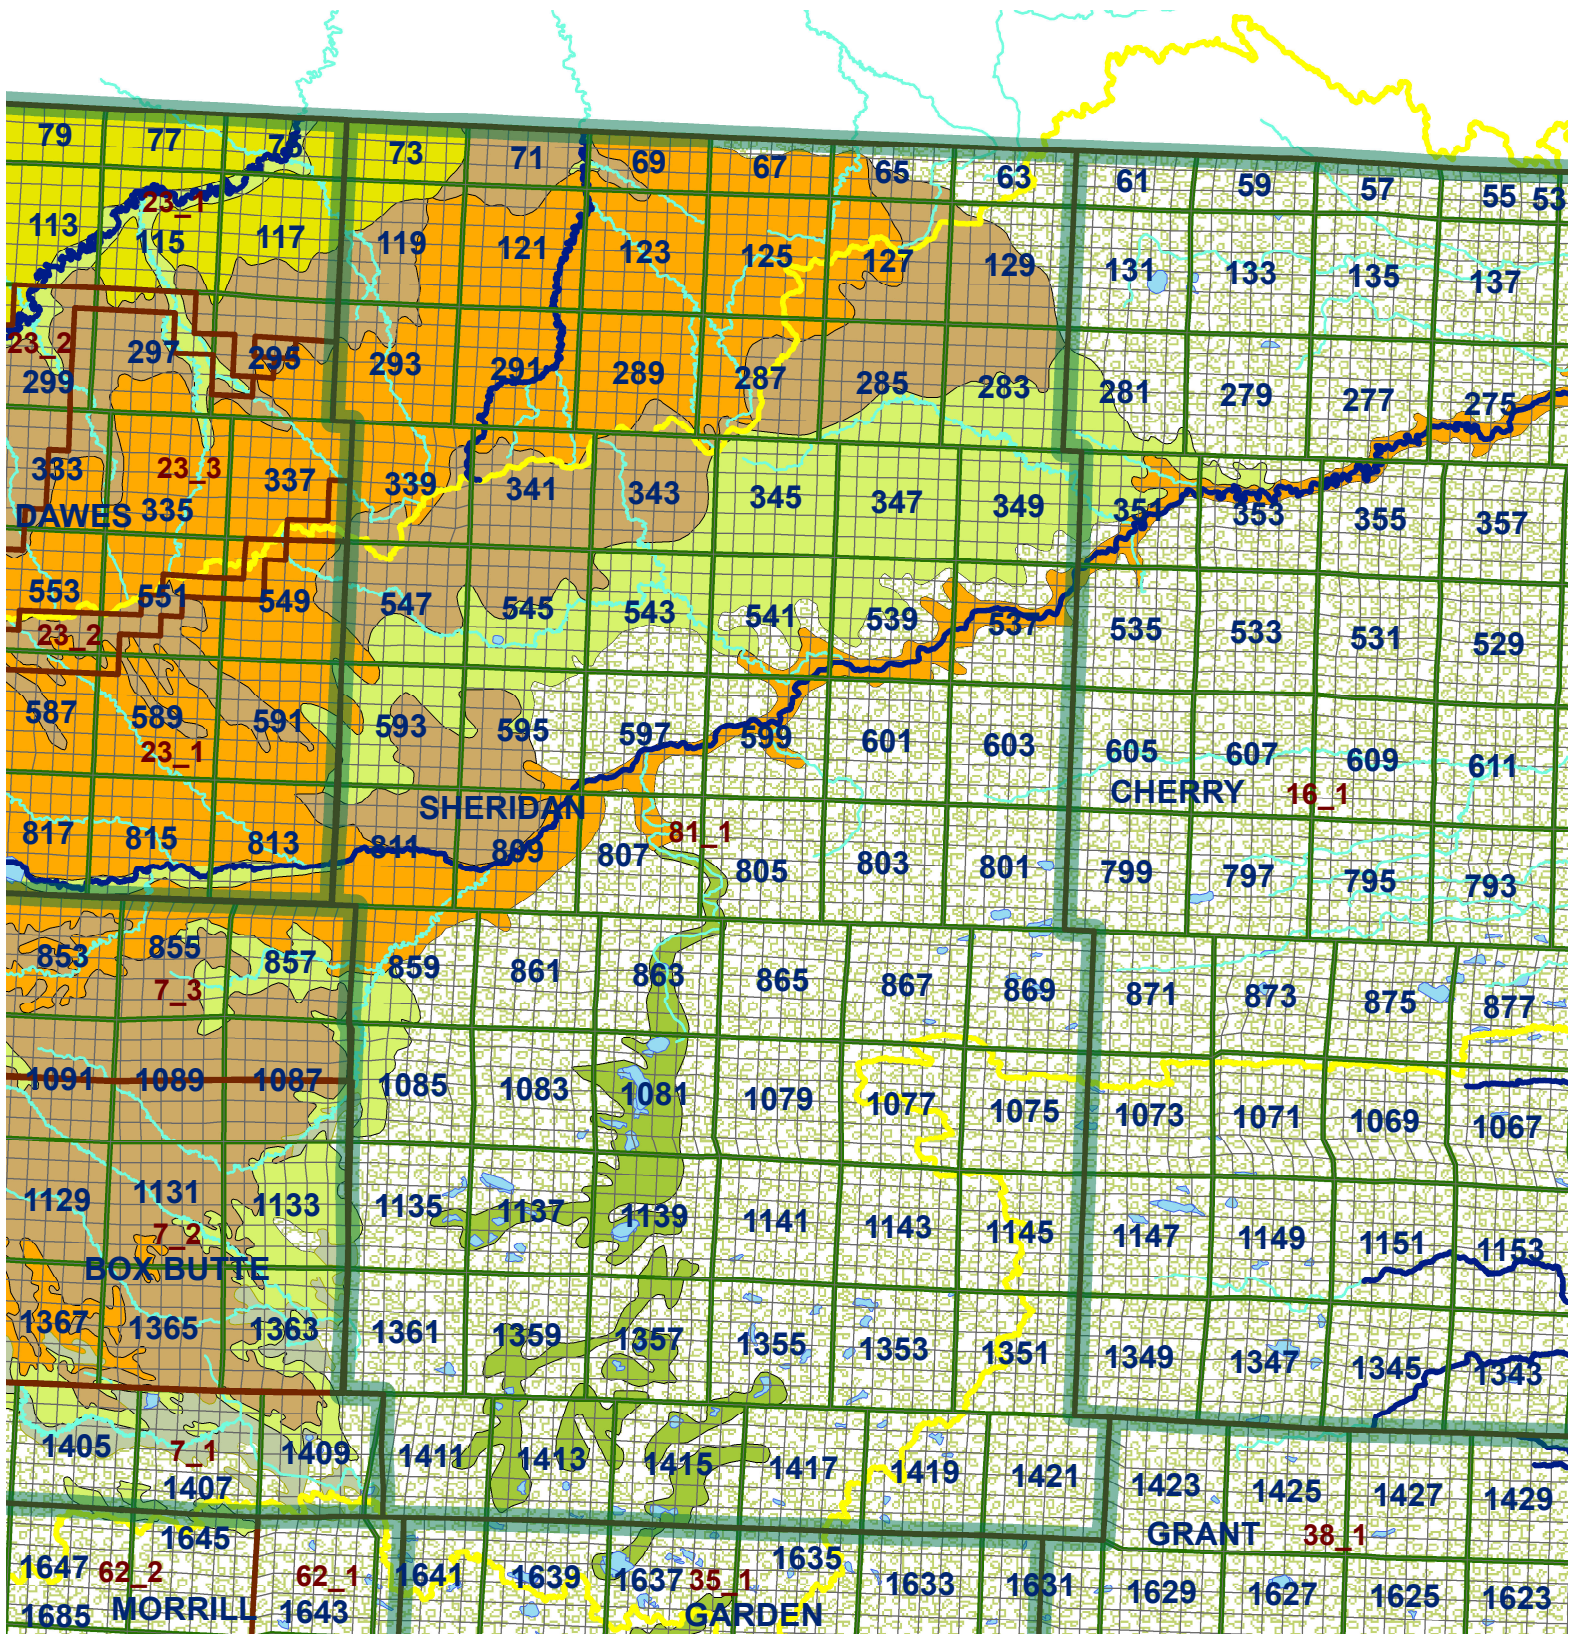 79 77 75 73 71 69 67 65 63 61 59 57 55 53
113 23_1 115 117 119 121 123 125 127 129 131 133 135 137
23_2 299 297 295 293 291 289 287 285 283 281 279 277 275
333 23_3 335 337 339 341 343 345 347 349 351 353 355 357
DAWES
553 551 549 547 545 543 541 539 537 535 533 531 529
23_2
587 589 591 593 595 597 599 601 603 605 607 609 611
23_1
SHERIDAN CHERRY 16_1
817 815 813 811 809 807 81_1 805 803 801 799 797 795 793
853 855 857 859 861 863 865 867 869 871 873 875 877
7_3
1091 1089 1087 1085 1083 1081 1079 1077 1075 1073 1071 1069 1067
1129 1131 1133 1135 1137 1139 1141 1143 1145 1147 1149 1151 1153
7_2
BOX BUTTE
1367 1365 1363 1361 1359 1357 1355 1353 1351 1349 1347 1345 1343
1405 7_1 1407 1409 1411 1413 1415 1417 1419 1421 1423 1425 1427 1429
GRANT 38_1
1647 62_2 1645 62_1 1641 1639 1637 35_1 1635 1633 1631 1629 1627 1625 1623
1685 MORRILL 1643 GARDEN